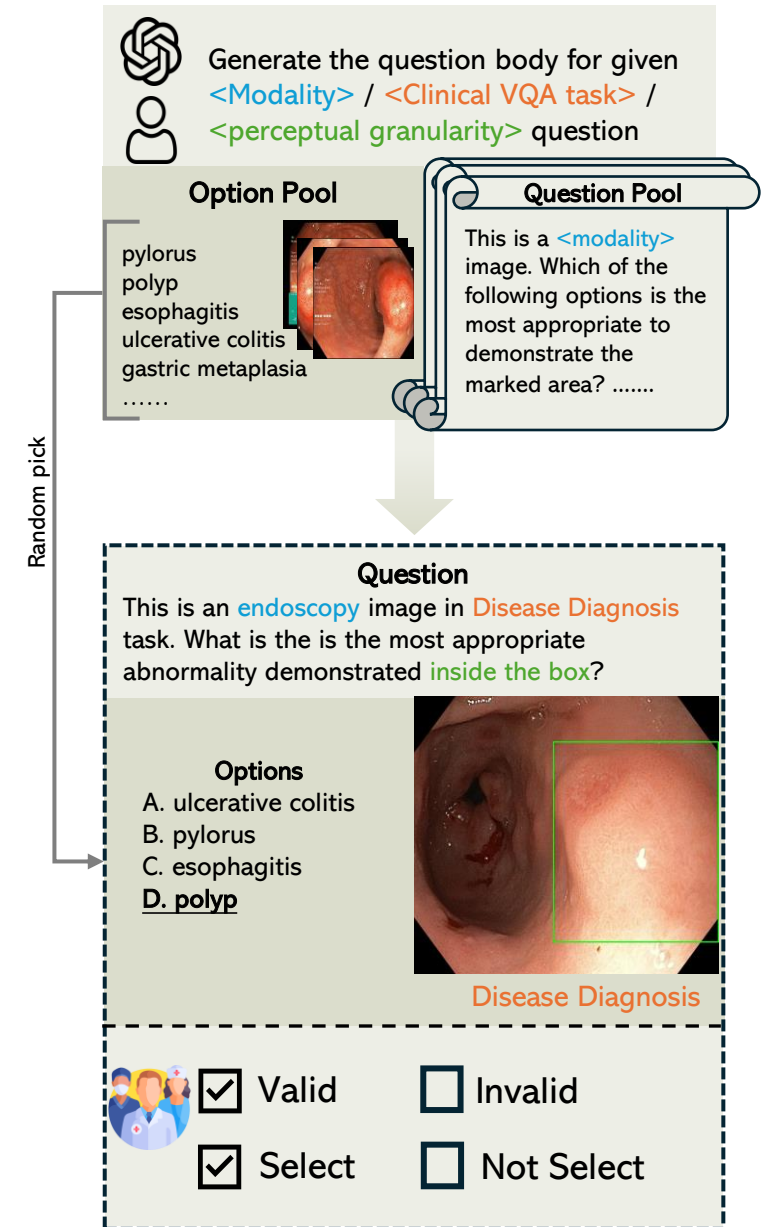 Generate the question body for given
<Modality> / <Clinical VQA task> /
<perceptual granularity> question
Option Pool
pylorus
polyp
esophagitis
ulcerative colitis
gastric metaplasia
......
Question Pool
This is a <modality>
image. Which of the
following options is the
most appropriate to
demonstrate the
marked area? .......
Random pick
Question
This is an endoscopy image in Disease Diagnosis
task. What is the is the most appropriate
abnormality demonstrated inside the box?
Options
A. ulcerative colitis
B. pylorus
C. esophagitis
D. polyp
Disease Diagnosis
Valid
Invalid
Select
Not Select